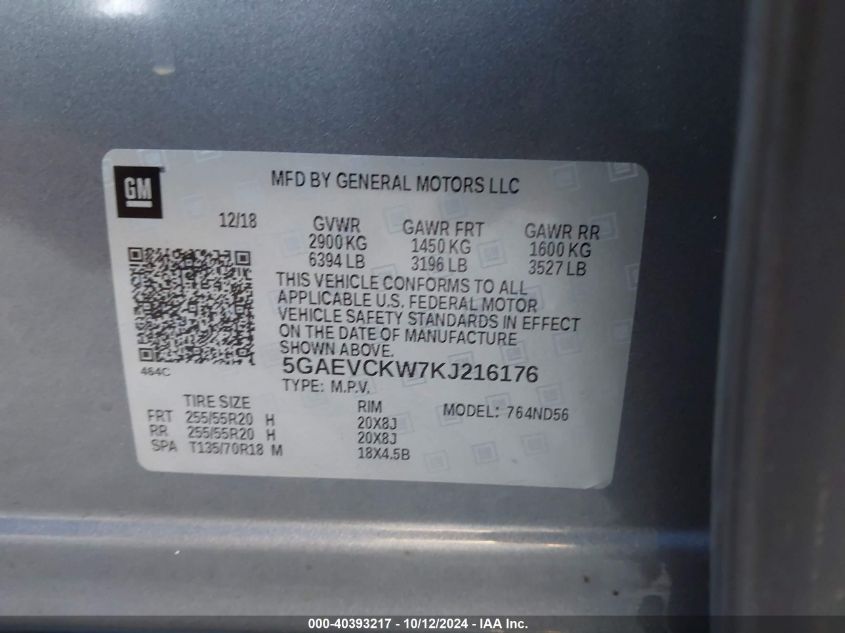 GM
MFD BY GENERAL MOTORS LLC
12/18 GVWR GAWR FRT GAWR RR
2900 KG 1450 KG 1600 KG
6394 LB 3196 LB 3527 LB
THIS VEHICLE CONFORMS TO ALL
APPLICABLE U.S. FEDERAL MOTOR
VEHICLE SAFETY STANDARDS IN EFFECT
ON THE DATE OF MANUFACTURE
SHOWN ABOVE.
464C
5GAEVCKW7KJ216176
TYPE: M.P.V.
TIRE SIZE RIM MODEL: 764ND56
FRT 255/55R20 H 20X8J
RR 255/55R20 H 20X8J
SPA T135/70R18 M 18X4.5B
000-40393217 - 10/12/2024 - IAA Inc.